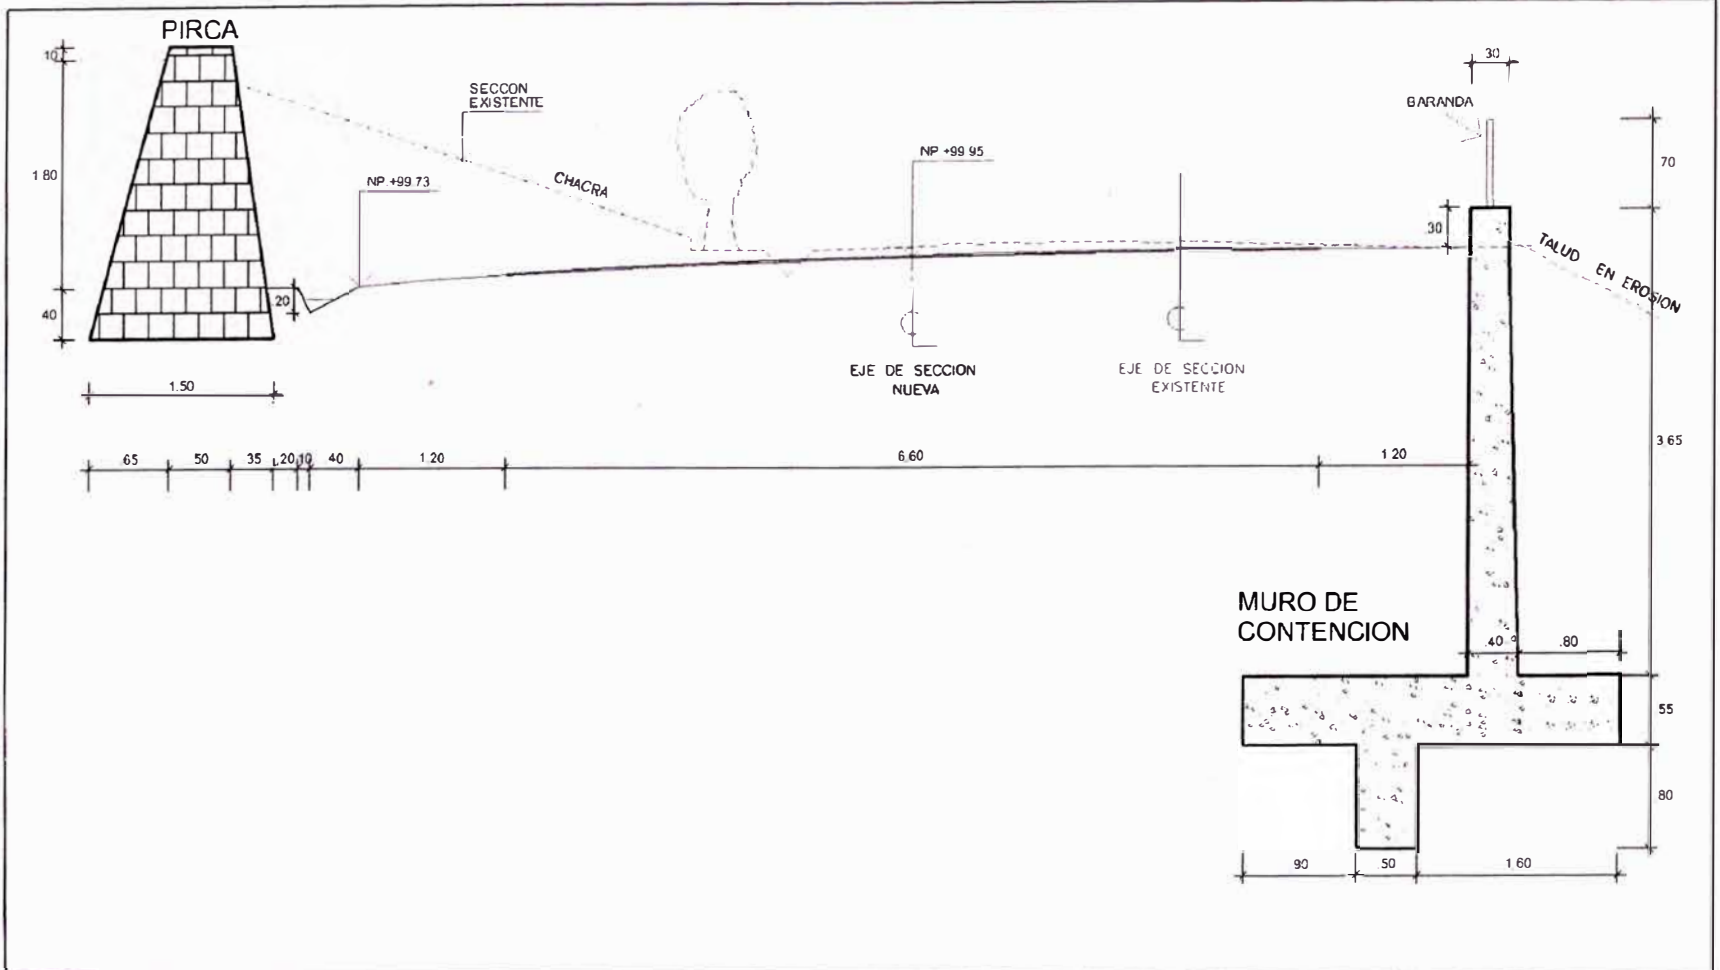 PIRCA
10
1 80
40
SECCON
EXISTENTE
NP.+99.73
CHACRA
NP +99 95
30
BARANDA
70
.30
TALUD EN EROSION
.20
EJE DE SECCION
NUEVA
EJE DE SECCION
EXISTENTE
1.50
65 50 35 .20 10 40 1.20 6.60 1 20
3 65
MURO DE
CONTENCION
.40 .80
55
80
90 .50 1 60